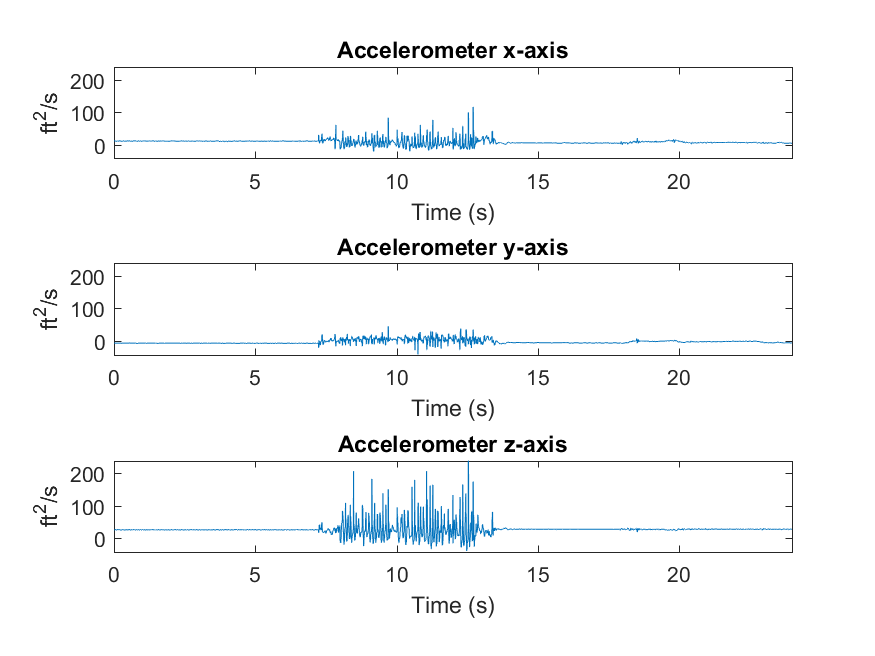 Accelerometer x-axis
200
100
0
ft²/s
0 5 10 15 20
Time (s)
Accelerometer y-axis
200
100
0
ft²/s
0 5 10 15 20
Time (s)
Accelerometer z-axis
200
100
0
ft²/s
0 5 10 15 20
Time (s)